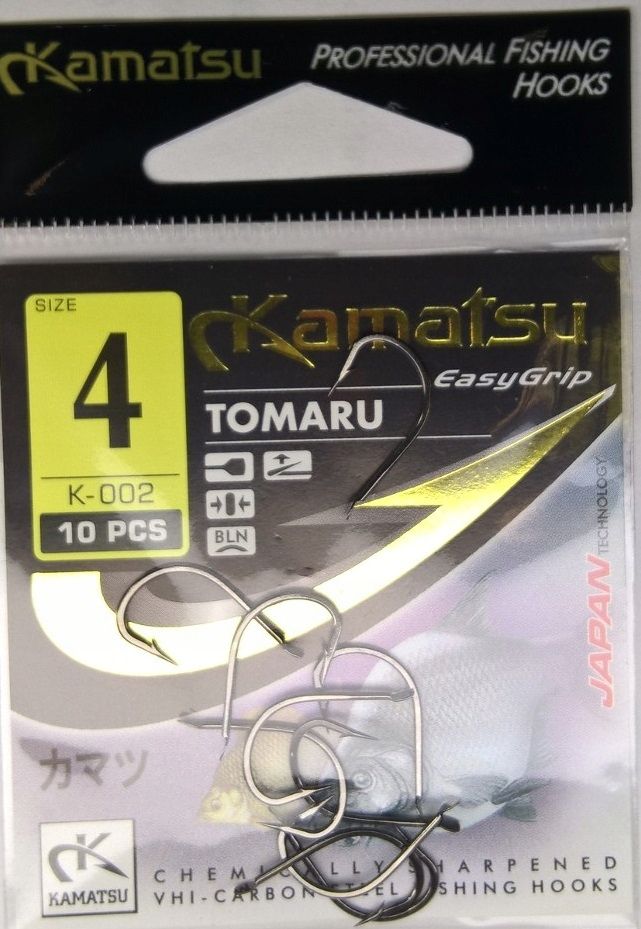 Kamatsu
PROFESSIONAL FISHING
HOOKS
SIZE
4
K-002
10 PCS
Kamatsu
EasyGrip
TOMARU
BLN
JAPAN TECHNOLOGY
カマツ
K
KAMATSU
CHEMICALLY SHARPENED
VHI-CARBON STEEL FISHING HOOKS